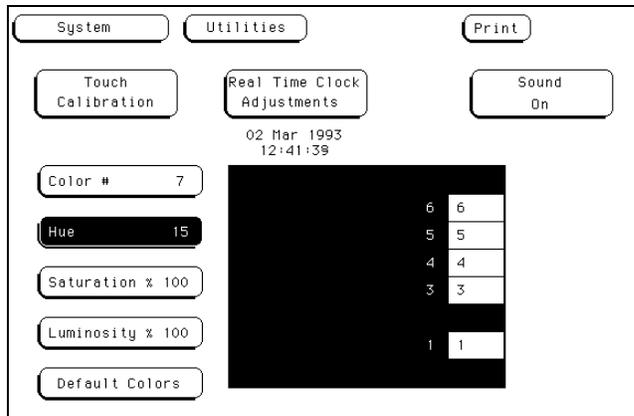 System Utilities Print
Touch
Calibration
Real Time Clock
Adjustments
Sound
On
02 Mar 1993
12:41:39
Color # 7
Hue 15
Saturation % 100
Luminosity % 100
Default Colors
6 6
5 5
4 4
3 3
1 1